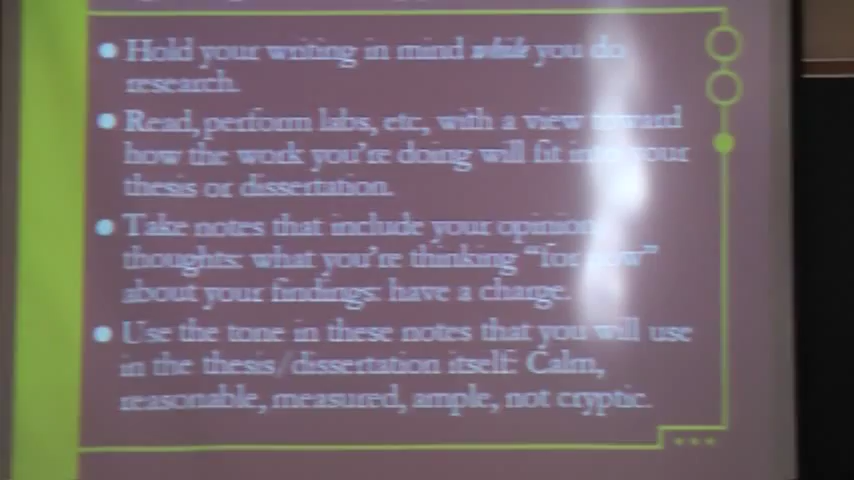 Hold your writing in mind while you do
research.
Read, perform labs, etc, with a view toward
how the work you're doing will fit into your
thesis or dissertation.
Take notes that include your opinions
thoughts: what you're thinking "for now"
about your findings: have a charge.
Use the tone in these notes that you will use
in the thesis/dissertation itself: Calm,
reasonable, measured, ample, not cryptic.